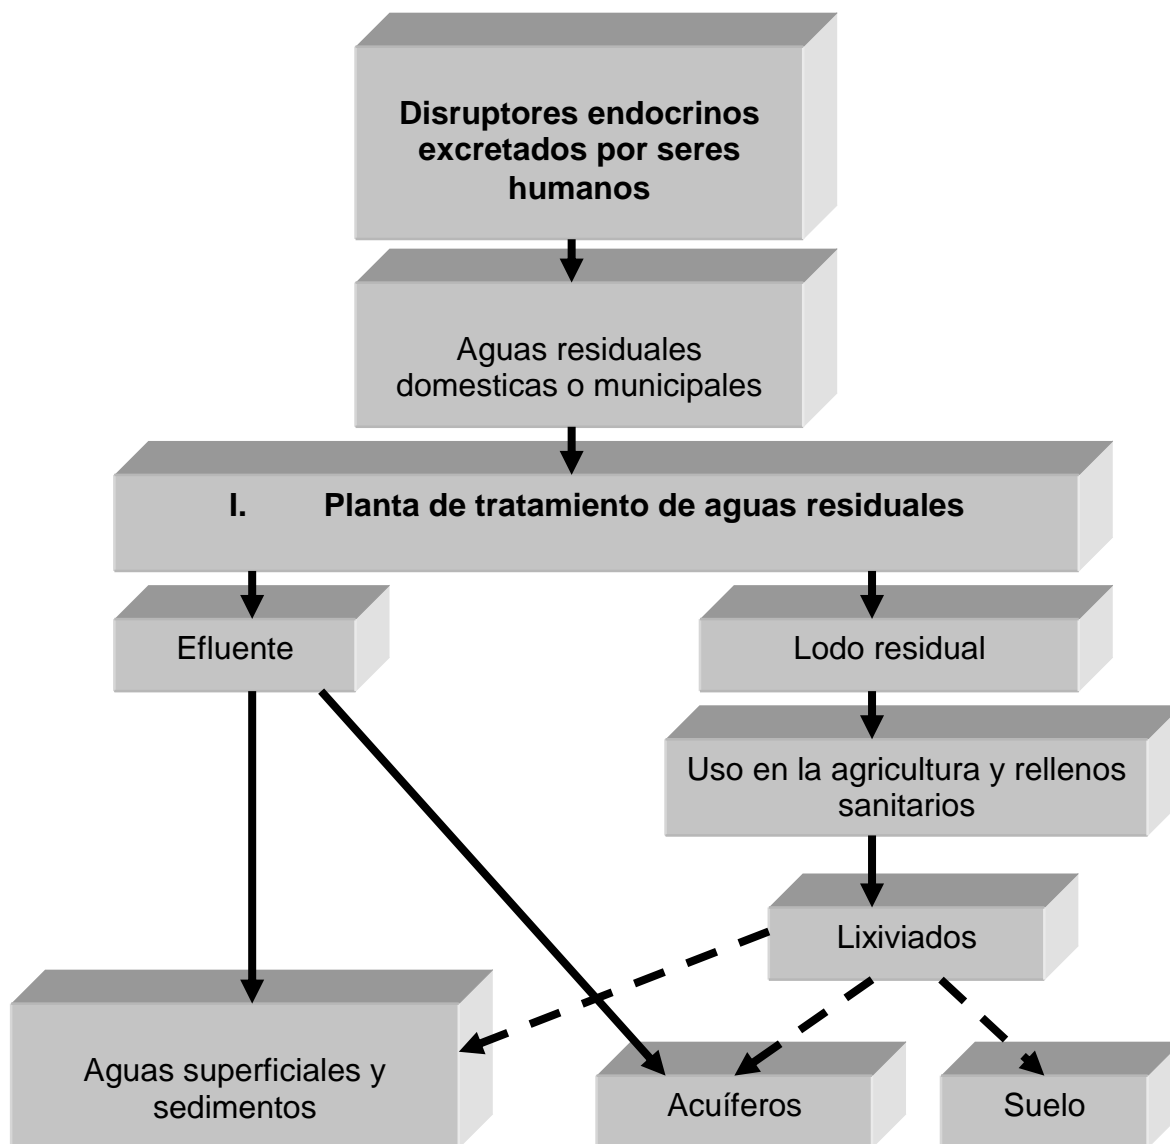 Disruptores endocrinos
excretados por seres
humanos
Aguas residuales
domesticas o municipales
I. Planta de tratamiento de aguas residuales
Efluente
Lodo residual
Uso en la agricultura y rellenos
sanitarios
Lixiviados
Aguas superficiales y
sedimentos
Acuíferos
Suelo